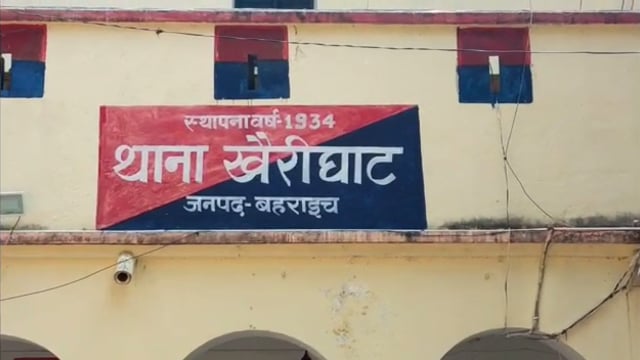 स्थापना वर्ष-1934
थाना खैरीघाट
जनपद-बहराइच